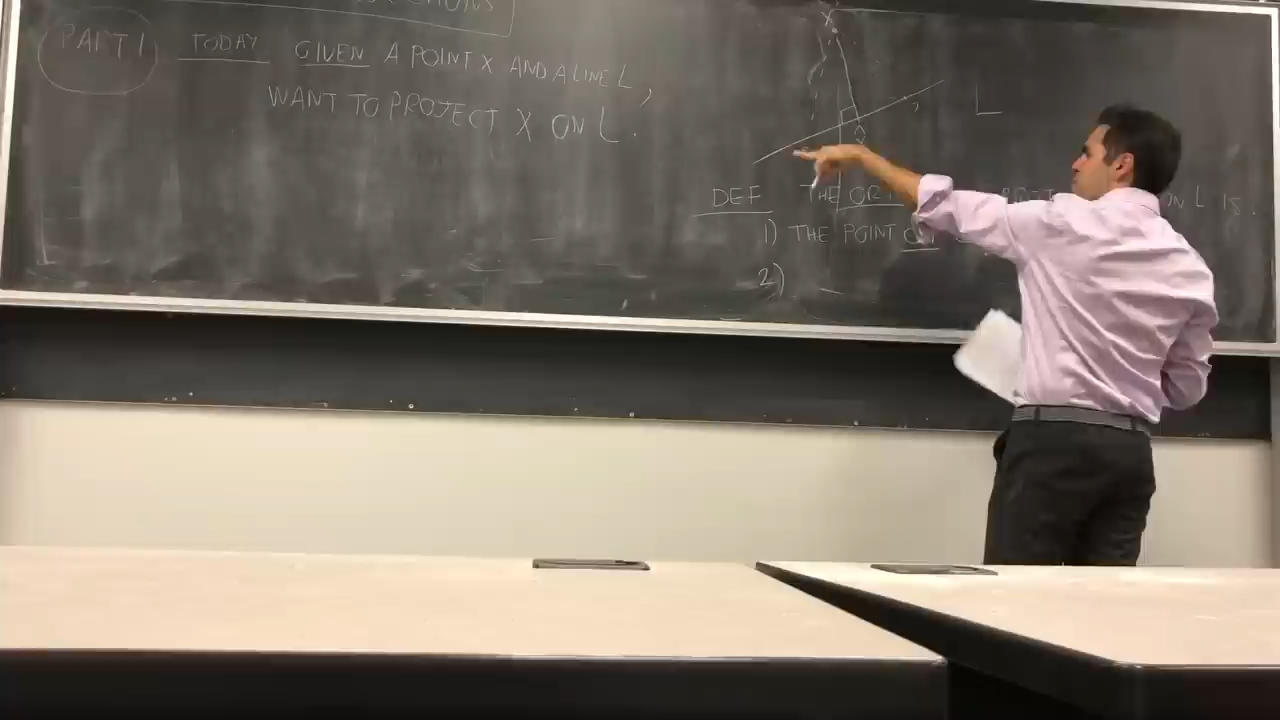 PART 1 TODAY GIVEN A POINT X AND A LINE L,
WANT TO PROJECT X ON L.
X
L
DEF THE ON L IS
1) THE POINT ON
2)